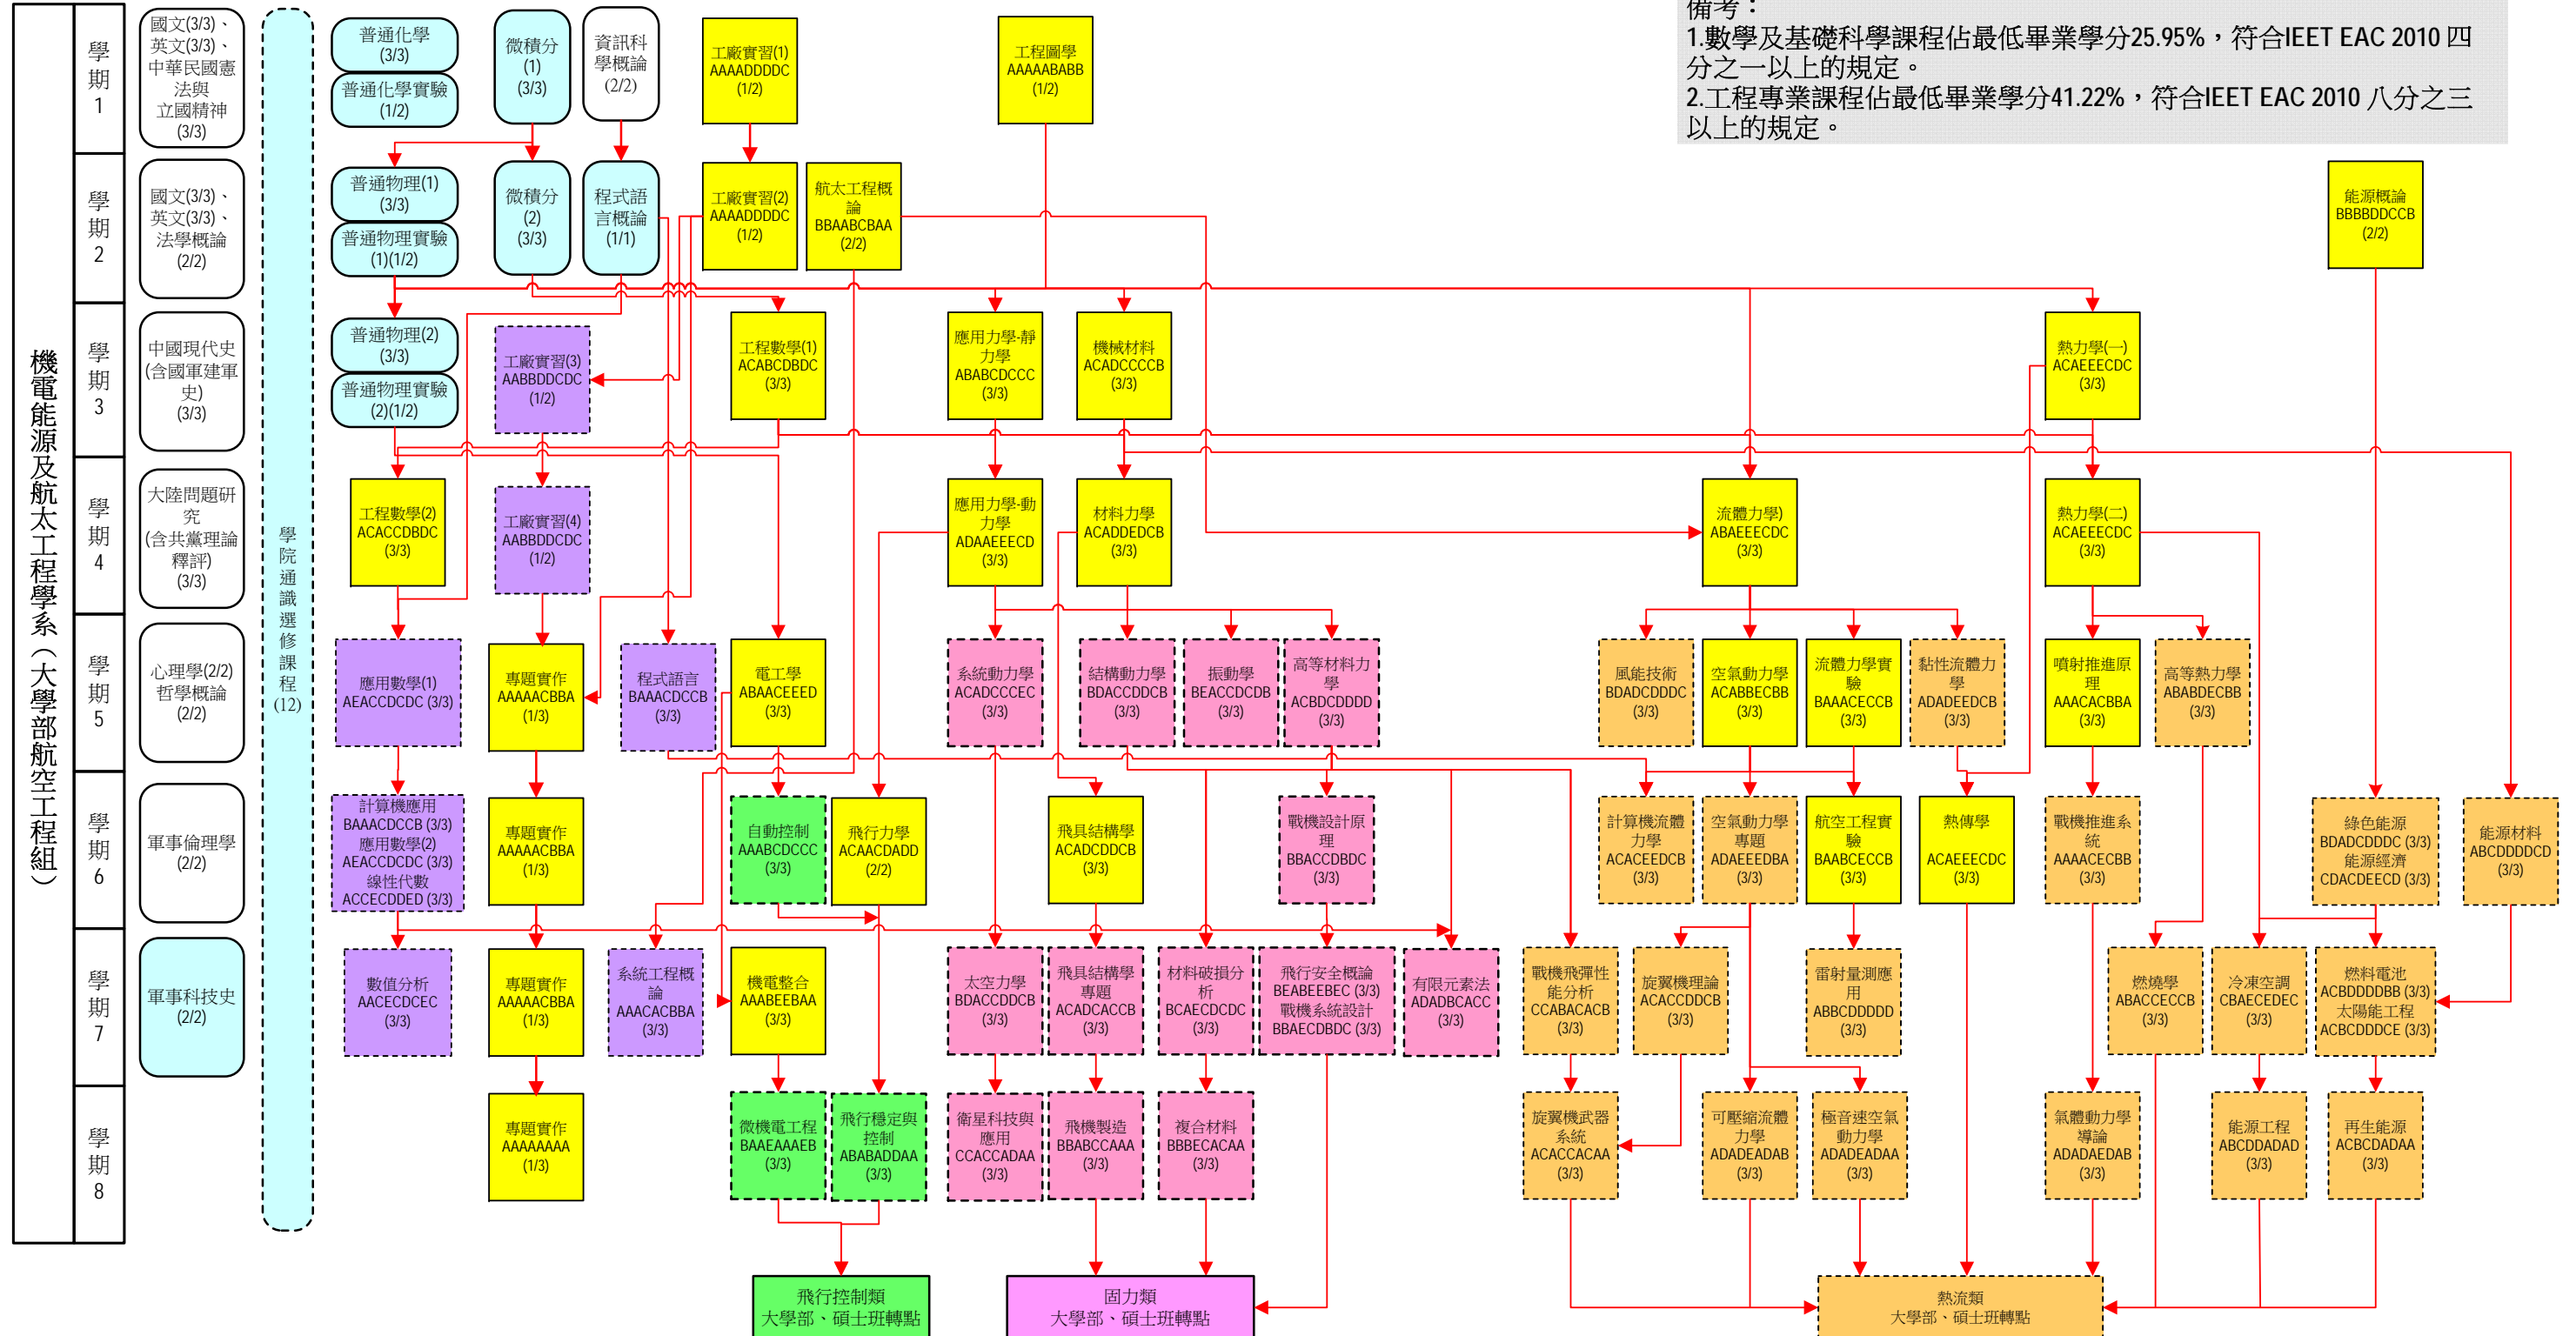 備考：
1.數學及基礎科學課程佔最低畢業學分25.95%，符合IEET EAC 2010 四
分之一以上的規定。
2.工程專業課程佔最低畢業學分41.22%，符合IEET EAC 2010 八分之三
以上的規定。
機電能源及航太工程學系（大學部航空工程組）
學院通識選修課程
(12)
學
期
1
國文(3/3)、
英文(3/3)、
中華民國憲
法與
立國精神
(3/3)
普通化學
(3/3)
普通化學實驗
(1/2)
微積分
(1)
(3/3)
資訊科
學概論
(2/2)
工廠實習(1)
AAAADDDDC
(1/2)
工程圖學
AAAAABABB
(1/2)
學
期
2
國文(3/3)、
英文(3/3)、
法學概論
(2/2)
普通物理(1)
(3/3)
普通物理實驗
(1)(1/2)
微積分
(2)
(3/3)
程式語
言概論
(1/1)
工廠實習(2)
AAAADDDDC
(1/2)
航太工程概
論
BBAABCBAA
(2/2)
能源概論
BBBBDDCCB
(2/2)
學
期
3
中國現代史
(含國軍建軍
史)
(3/3)
普通物理(2)
(3/3)
普通物理實驗
(2)(1/2)
工廠實習(3)
AABBDDCDC
(1/2)
工程數學(1)
ACABCDBDC
(3/3)
應用力學-靜
力學
ABABCDCCC
(3/3)
機械材料
ACADCCCCB
(3/3)
熱力學(一)
ACAEEECDC
(3/3)
學
期
4
大陸問題研
究
(含共黨理論
釋評)
(3/3)
工程數學(2)
ACACCDBDC
(3/3)
工廠實習(4)
AABBDDCDC
(1/2)
應用力學-動
力學
ADAAEEECD
(3/3)
材料力學
ACADDEDCB
(3/3)
流體力學)
ABAEEECDC
(3/3)
熱力學(二)
ACAEEECDC
(3/3)
學
期
5
心理學(2/2)
哲學概論
(2/2)
應用數學(1)
AEACCDCDC (3/3)
專題實作
AAAAACBBA
(1/3)
程式語言
BAAACDCCB
(3/3)
電工學
ABAACEEED
(3/3)
系統動力學
ACADCCCEC
(3/3)
結構動力學
BDACCDDCB
(3/3)
振動學
BEACCDCDB
(3/3)
高等材料力
學
ACBDCDDDD
(3/3)
風能技術
BDADCDDDC
(3/3)
空氣動力學
ACABBECBB
(3/3)
流體力學實
驗
BAAACECCB
(3/3)
黏性流體力
學
ADADEEDCB
(3/3)
噴射推進原
理
AAACACBBA
(3/3)
高等熱力學
ABABDECBB
(3/3)
學
期
6
軍事倫理學
(2/2)
計算機應用
BAAACDCCB (3/3)
應用數學(2)
AEACCDCDC (3/3)
線性代數
ACCECDDED (3/3)
專題實作
AAAAACBBA
(1/3)
自動控制
AAABCDCCC
(3/3)
飛行力學
ACAACDADD
(2/2)
飛具結構學
ACADCDDCB
(3/3)
戰機設計原
理
BBACCDBDC
(3/3)
計算機流體
力學
ACACEEDCB
(3/3)
空氣動力學
專題
ADAEEEDBA
(3/3)
航空工程實
驗
BAABCECCB
(3/3)
熱傳學
ACAEEECDC
(3/3)
戰機推進系
統
AAAACECBB
(3/3)
綠色能源
BDADCDDDC (3/3)
能源經濟
CDACDEECD (3/3)
能源材料
ABCDDDDCD
(3/3)
學
期
7
軍事科技史
(2/2)
數值分析
AACECDCEC
(3/3)
專題實作
AAAAACBBA
(1/3)
系統工程概
論
AAACACBBA
(3/3)
機電整合
AAABEEBAA
(3/3)
太空力學
BDACCDDCB
(3/3)
飛具結構學
專題
ACADCACCB
(3/3)
材料破損分
析
BCAECDCDC
(3/3)
飛行安全概論
BEABEEBEC (3/3)
戰機系統設計
BBAECDBDC (3/3)
有限元素法
ADADBCACC
(3/3)
戰機飛彈性
能分析
CCABACACB
(3/3)
旋翼機理論
ACACCDDCB
(3/3)
雷射量測應
用
ABBCDDDDD
(3/3)
燃燒學
ABACCECCB
(3/3)
冷凍空調
CBAECEDEC
(3/3)
燃料電池
ACBDDDDBB (3/3)
太陽能工程
ACBCDDDCE (3/3)
學
期
8
專題實作
AAAAAAAA
(1/3)
微機電工程
BAAEAAAEB
(3/3)
飛行穩定與
控制
ABABADDAA
(3/3)
衛星科技與
應用
CCACCADAA
(3/3)
飛機製造
BBABCCAAA
(3/3)
複合材料
BBBECACAA
(3/3)
旋翼機武器
系統
ACACCACAA
(3/3)
可壓縮流體
力學
ADADEADAB
(3/3)
極音速空氣
動力學
ADADEADAA
(3/3)
氣體動力學
導論
ADADAEDAB
(3/3)
能源工程
ABCDDADAD
(3/3)
再生能源
ACBCDADAA
(3/3)
飛行控制類
大學部、碩士班轉點
固力類
大學部、碩士班轉點
熱流類
大學部、碩士班轉點